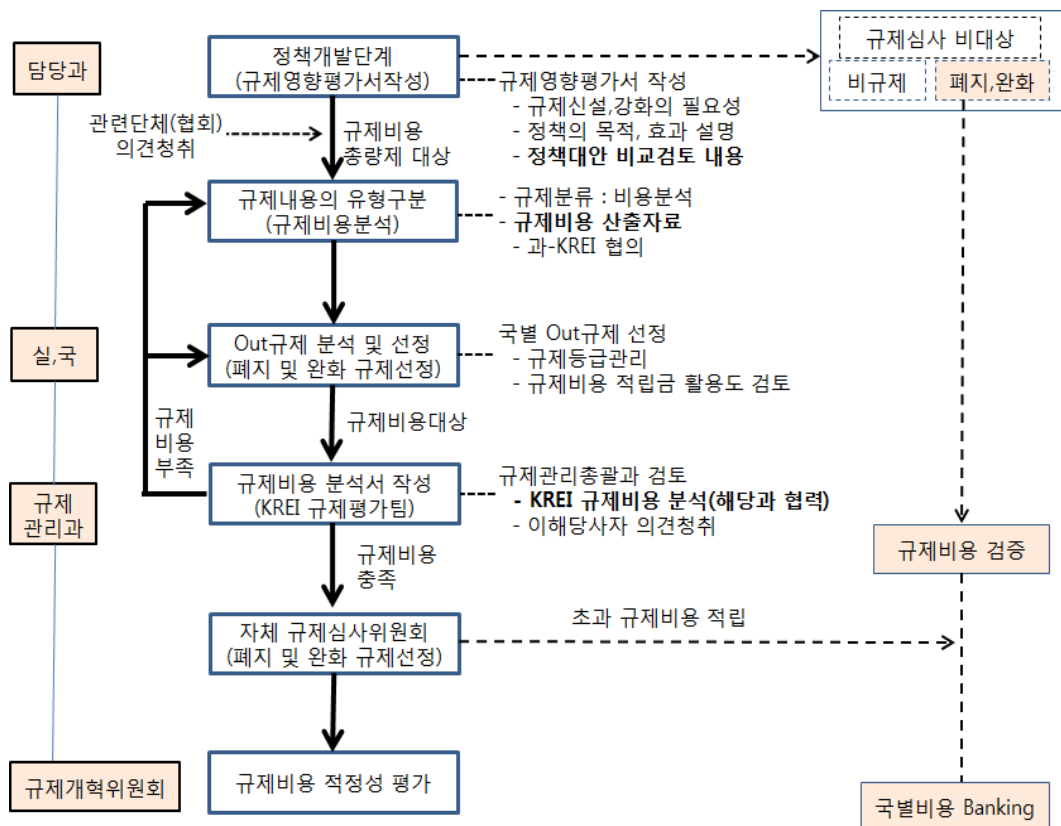 담당과
실,국
규제
관리과
규제개혁위원회
정책개발단계
(규제영향평가서작성)
규제영향평가서 작성
- 규제신설,강화의 필요성
- 정책의 목적, 효과 설명
- 정책대안 비교검토 내용
관련단체(협회)
의견청취
규제비용
총량제 대상
규제내용의 유형구분
(규제비용분석)
- 규제분류 : 비용분석
- 규제비용 산출자료
- 과-KREI 협의
Out규제 분석 및 선정
(폐지 및 완화 규제선정)
국별 Out규제 선정
- 규제등급관리
- 규제비용 적립금 활용도 검토
규제
비용
부족
규제비용대상
규제비용 분석서 작성
(KREI 규제평가팀)
규제관리총괄과 검토
- KREI 규제비용 분석(해당과 협력)
- 이해당사자 의견청취
규제비용
충족
자체 규제심사위원회
(폐지 및 완화 규제선정)
초과 규제비용 적립
규제비용 적정성 평가
규제심사 비대상
비규제
폐지,완화
규제비용 검증
국별비용 Banking